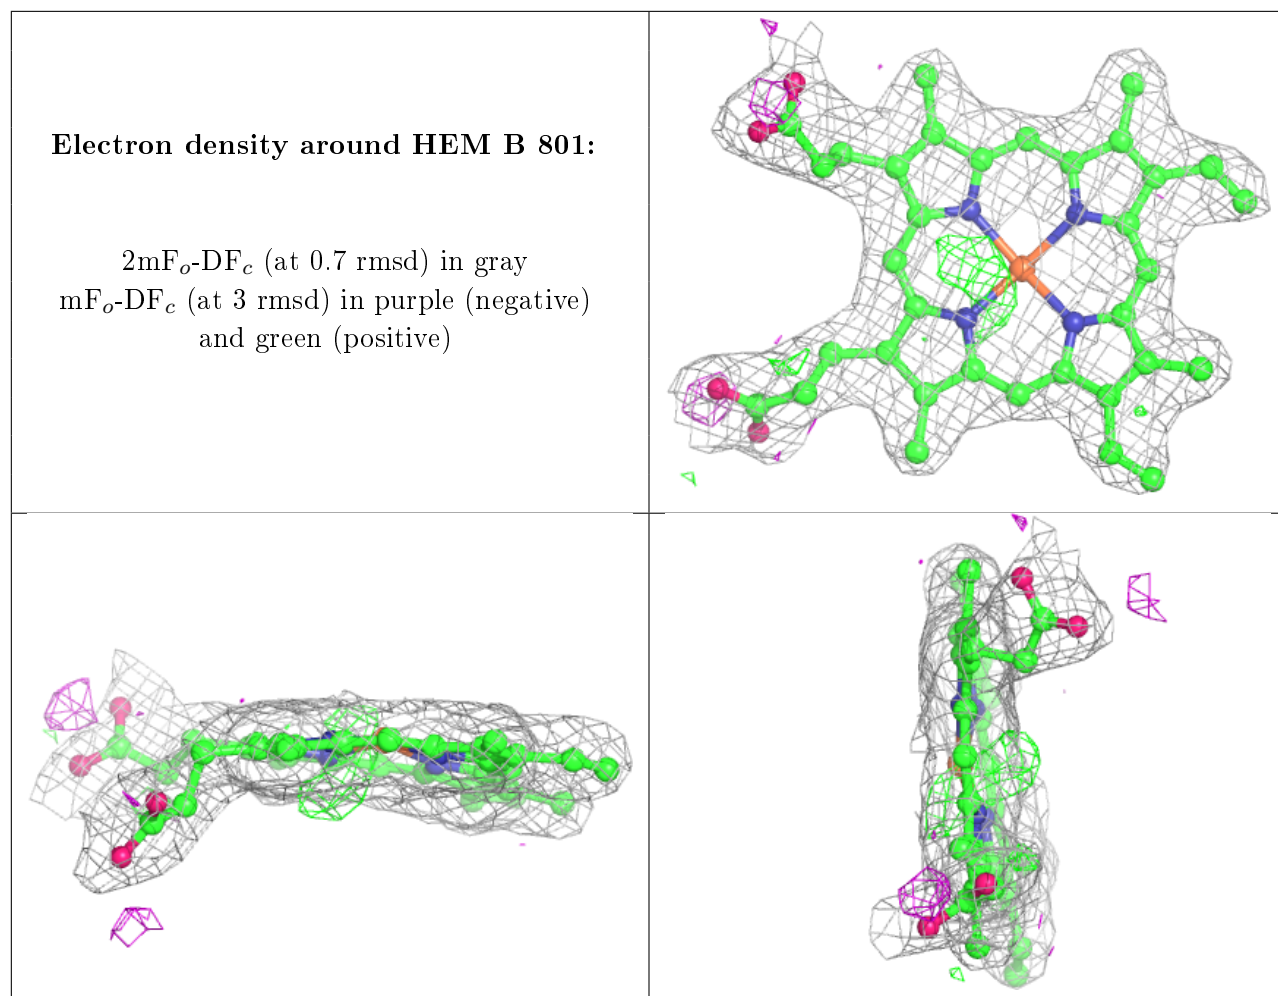 Electron density around HEM B 801:
2mFₒ-DF𝒸 (at 0.7 rmsd) in gray
mFₒ-DF𝒸 (at 3 rmsd) in purple (negative)
and green (positive)